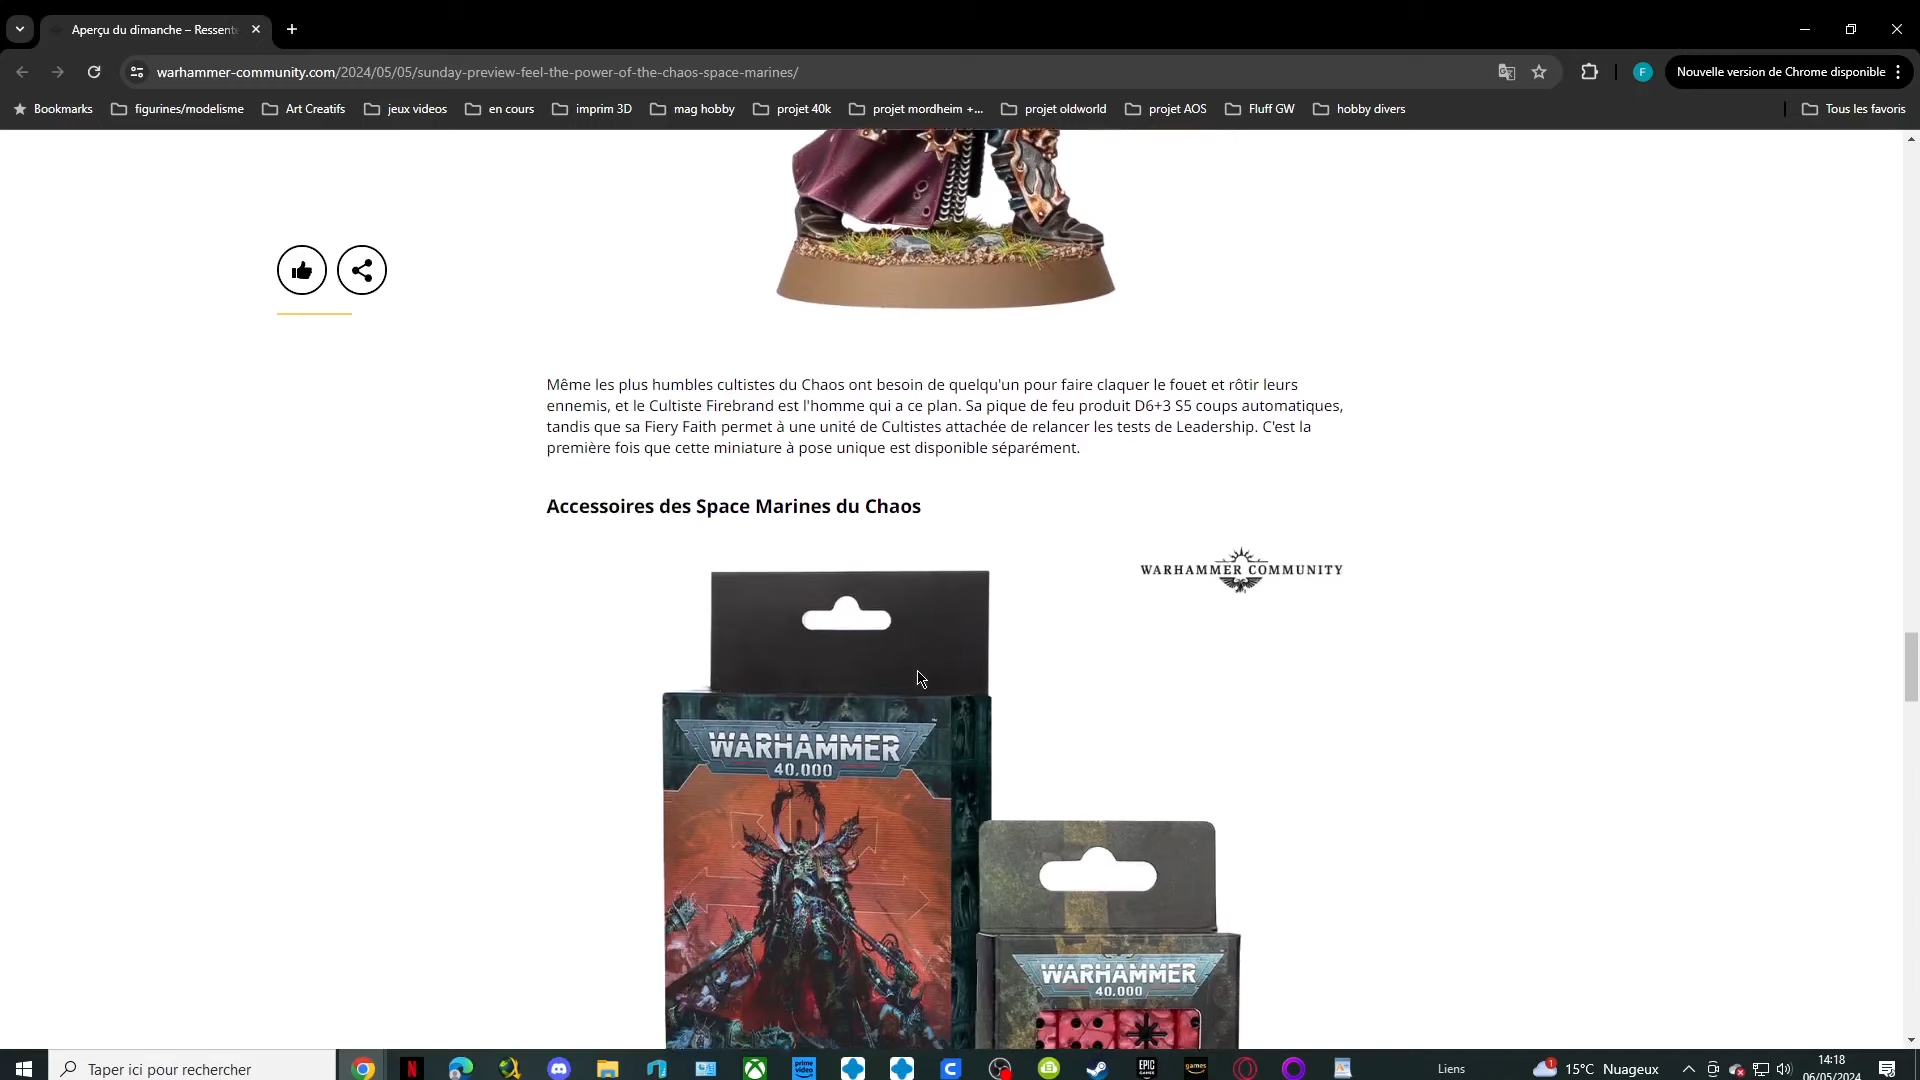 Aperçu du dimanche – Ressent
warhammer-community.com/2024/05/05/sunday-preview-feel-the-power-of-the-chaos-space-marines/
F
Nouvelle version de Chrome disponible
Bookmarks
figurines/modelisme
Art Creatifs
jeux videos
en cours
imprim 3D
mag hobby
projet 40k
projet mordheim +...
projet oldworld
projet AOS
Fluff GW
hobby divers
Tous les favoris
Même les plus humbles cultistes du Chaos ont besoin de quelqu'un pour faire claquer le fouet et rôtir leurs
ennemis, et le Cultiste Firebrand est l'homme qui a ce plan. Sa pique de feu produit D6+3 S5 coups automatiques,
tandis que sa Fiery Faith permet à une unité de Cultistes attachée de relancer les tests de Leadership. C'est la
première fois que cette miniature à pose unique est disponible séparément.
Accessoires des Space Marines du Chaos
WARHAMMER COMMUNITY
WARHAMMER
40,000
WARHAMMER
40,000
Taper ici pour rechercher
Liens
1
15°C Nuageux
14:18
06/05/2024